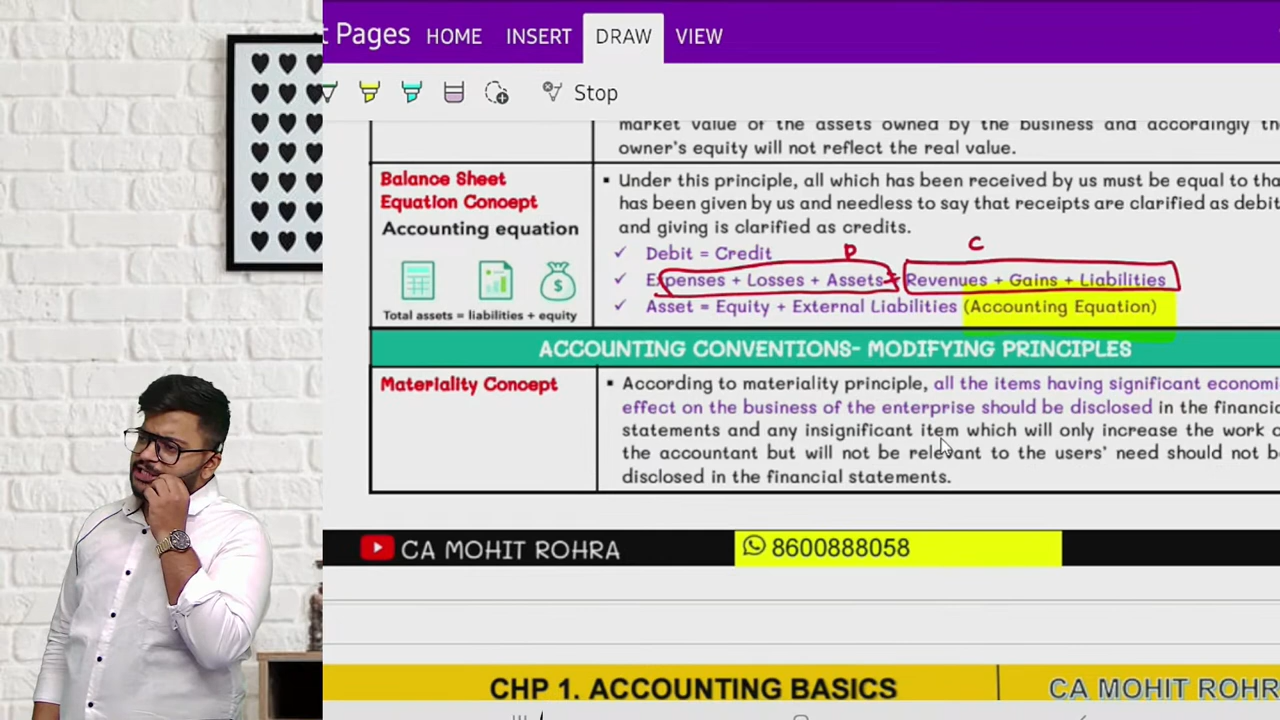 t Pages HOME INSERT DRAW VIEW
Stop
market value of the assets owned by the business and accordingly
owner's equity will not reflect the real value.
Balance Sheet
Equation Concept
Accounting equation
Total assets = liabilities + equity
▪ Under this principle, all which has been received by us must be equal to
has been given by us and needless to say that receipts are clarified as debit
and giving is clarified as credits.
✓ Debit = Credit
D C
✓ Expenses + Losses + Assets = Revenues + Gains + Liabilities
✓ Asset = Equity + External Liabilities (Accounting Equation)
ACCOUNTING CONVENTIONS- MODIFYING PRINCIPLES
Materiality Concept
▪ According to materiality principle, all the items having significant economi
effect on the business of the enterprise should be disclosed in the financia
statements and any insignificant item which will only increase the work
the accountant but will not be relevant to the users' need should not
disclosed in the financial statements.
CA MOHIT ROHRA
8600888058
CHP 1. ACCOUNTING BASICS
CA MOHIT ROHR